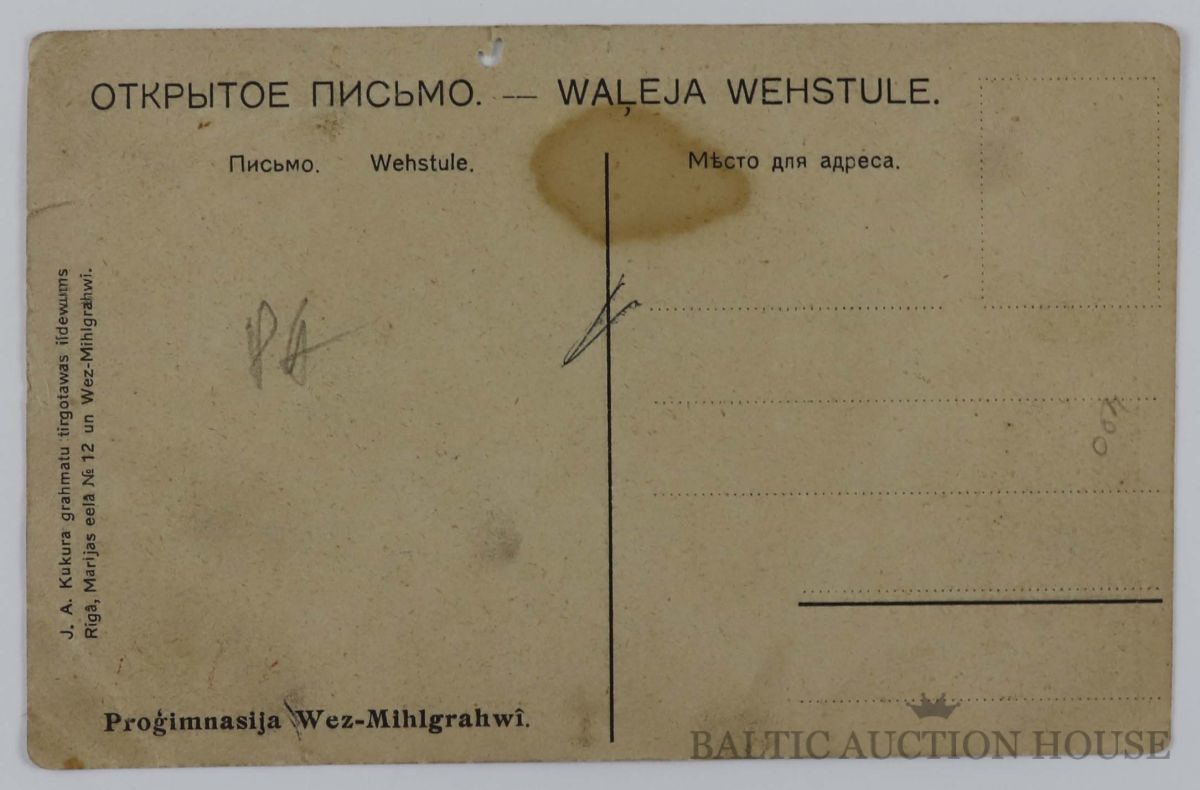 ОТКРЫТОЕ ПИСЬМО. — WAĻEJA WEHSTULE.
Письмо. Wehstule.
Мѣсто для адреса.
J. A. Kukura grahmatu tirgotawas iſdewums
Rigâ, Marijas eelâ № 12 un Wez-Mihlgrahwi.
Proģimnasija Wez-Mihlgrahwî.
BALTIC AUCTION HOUSE